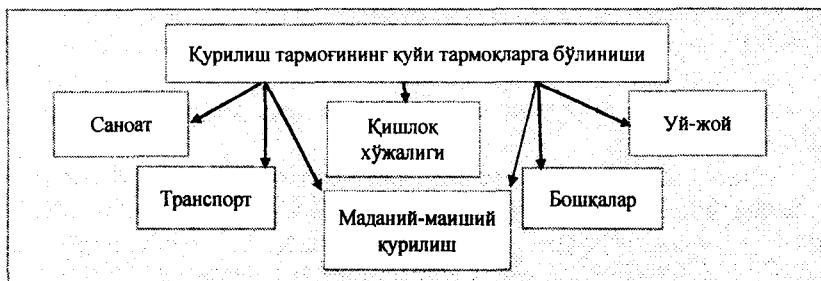 Қурилиш тармоғининг қуйи тармоқларга бўлиниши
Саноат
Қишлоқ
хўжалиги
Уй-жой
Транспорт
Маданий-маиший
қурилиш
Бошқалар